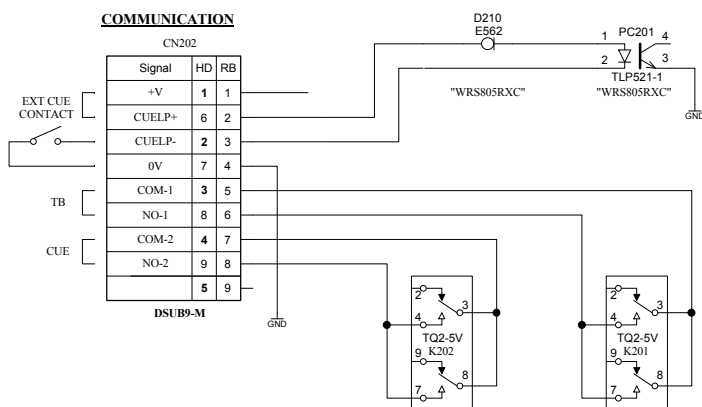 COMMUNICATION
CN202
Signal HD RB
+V 1 1
CUELP+ 6 2
CUELP- 2 3
0V 7 4
COM-1 3 5
NO-1 8 6
COM-2 4 7
NO-2 9 8
5 9
DSUB9-M
EXT CUE
CONTACT
TB
CUE
GND
D210
E562
"WRS805RXC"
PC201
1 4
2 3
TLP521-1
"WRS805RXC"
GND
2 3
4
TQ2-5V
K202
9 8
7
2 3
4
TQ2-5V
K201
9 8
7